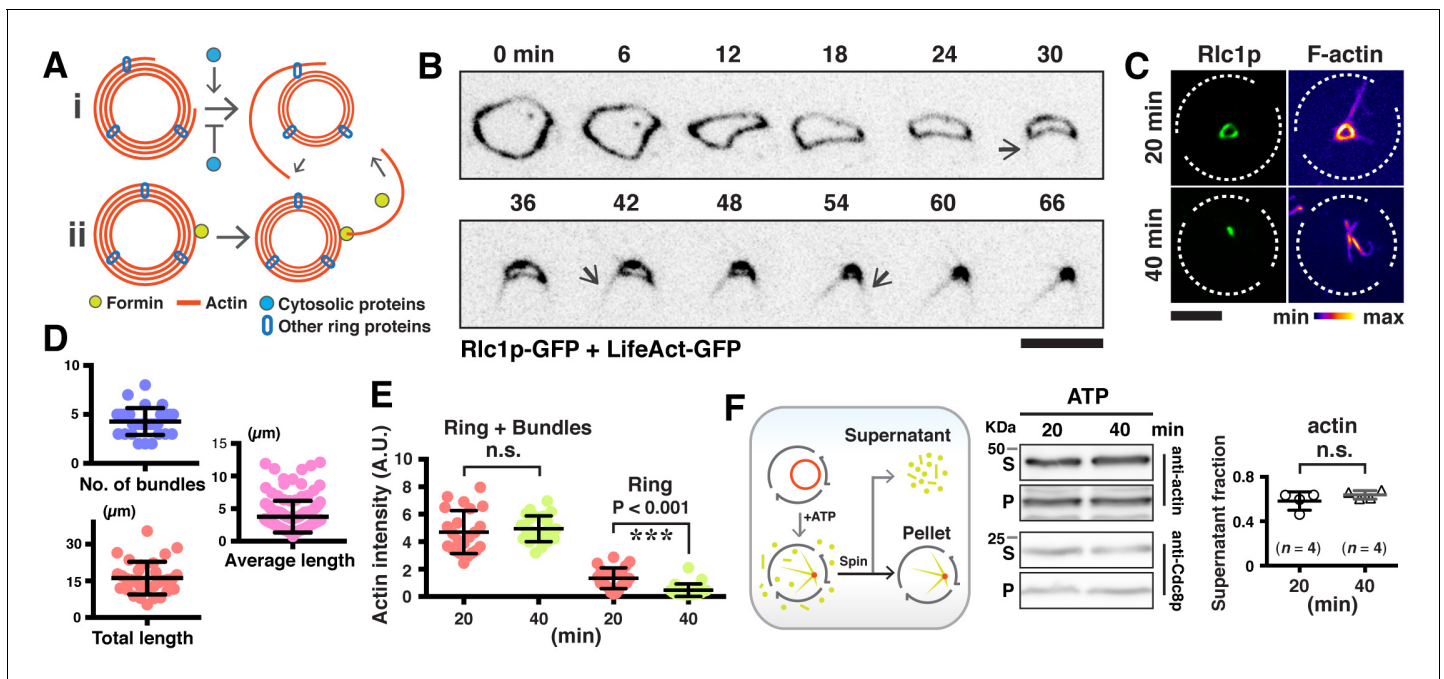 A
i
ii
Formin
Actin
Cytosolic proteins
Other ring proteins
B
0 min 6 12 18 24 30
36 42 48 54 60 66
Rlc1p-GFP + LifeAct-GFP
C
Rlc1p F-actin
20 min
40 min
min max
D
10
5
0
No. of bundles
(µm)
15
10
5
0
Average length
(µm)
30
15
0
Total length
E
Actin intensity (A.U.)
Ring + Bundles
n.s.
Ring
P < 0.001
***
10
8
6
4
2
0
20 40 20 40
(min)
F
Supernatant
+ATP
Spin
Pellet
ATP
KDa 20 40 min
50
S
P
anti-actin
25
S
P
anti-Cdc8p
actin
n.s.
Supernatant fraction
0.8
0.4
0
(n = 4) (n = 4)
20 40
(min)